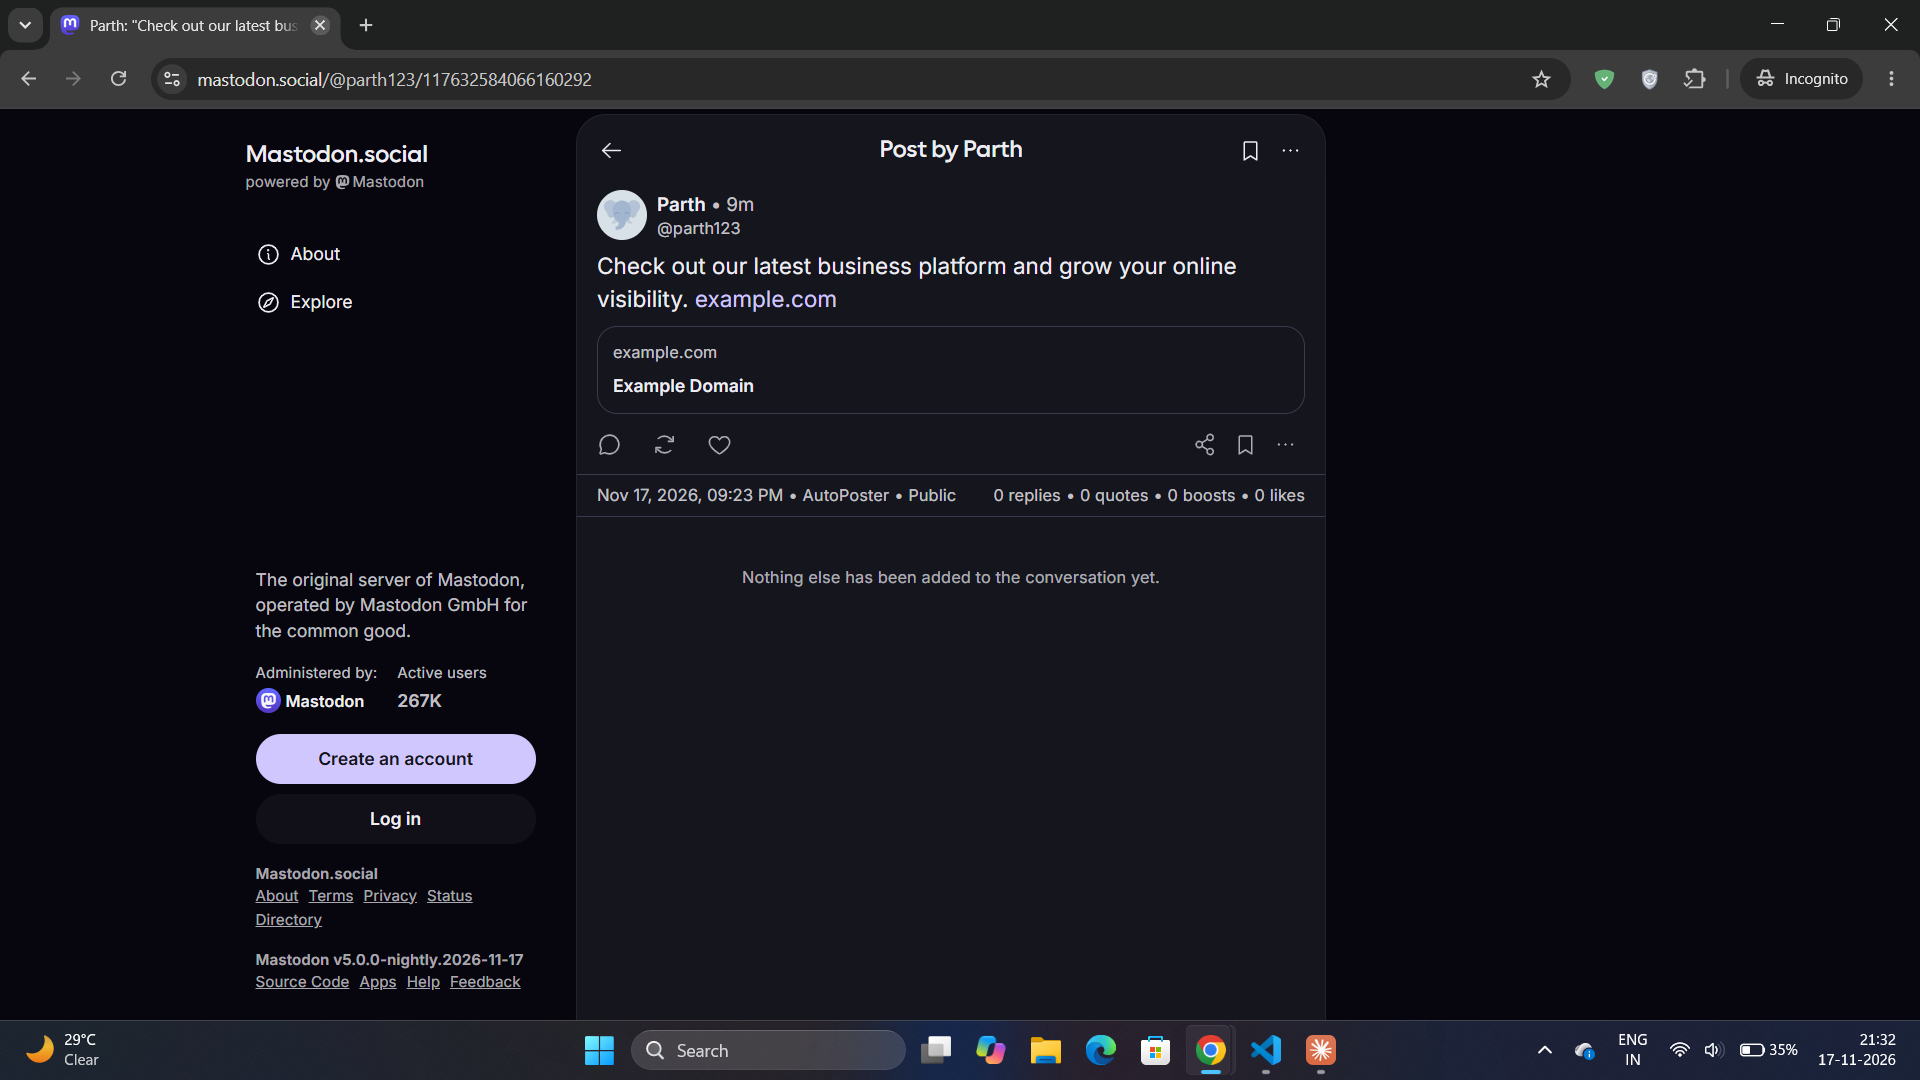 Parth: "Check out our latest bus
mastodon.social/@parth123/117632584066160292
Incognito
Mastodon.social
powered by Mastodon
About
Explore
Post by Parth
Parth • 9m
@parth123
Check out our latest business platform and grow your online
visibility. example.com
example.com
Example Domain
Nov 17, 2026, 09:23 PM • AutoPoster • Public
0 replies • 0 quotes • 0 boosts • 0 likes
Nothing else has been added to the conversation yet.
The original server of Mastodon,
operated by Mastodon GmbH for
the common good.
Administered by: Active users
Mastodon 267K
Create an account
Log in
Mastodon.social
About Terms Privacy Status
Directory
Mastodon v5.0.0-nightly.2026-11-17
Source Code Apps Help Feedback
29°C
Clear
Search
ENG
IN
35%
21:32
17-11-2026